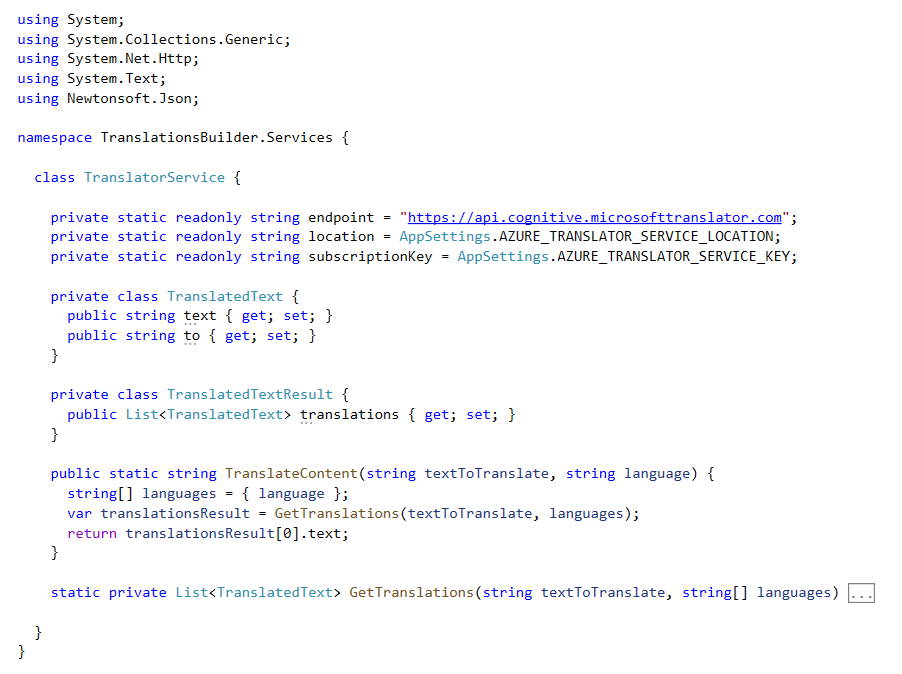 using System;
using System.Collections.Generic;
using System.Net.Http;
using System.Text;
using Newtonsoft.Json;

namespace TranslationsBuilder.Services {

  class TranslatorService {

    private static readonly string endpoint = "https://api.cognitive.microsofttranslator.com";
    private static readonly string location = AppSettings.AZURE_TRANSLATOR_SERVICE_LOCATION;
    private static readonly string subscriptionKey = AppSettings.AZURE_TRANSLATOR_SERVICE_KEY;

    private class TranslatedText {
      public string text { get; set; }
      public string to { get; set; }
    }

    private class TranslatedTextResult {
      public List<TranslatedText> translations { get; set; }
    }

    public static string TranslateContent(string textToTranslate, string language) {
      string[] languages = { language };
      var translationsResult = GetTranslations(textToTranslate, languages);
      return translationsResult[0].text;
    }

    static private List<TranslatedText> GetTranslations(string textToTranslate, string[] languages) ...

  }
}